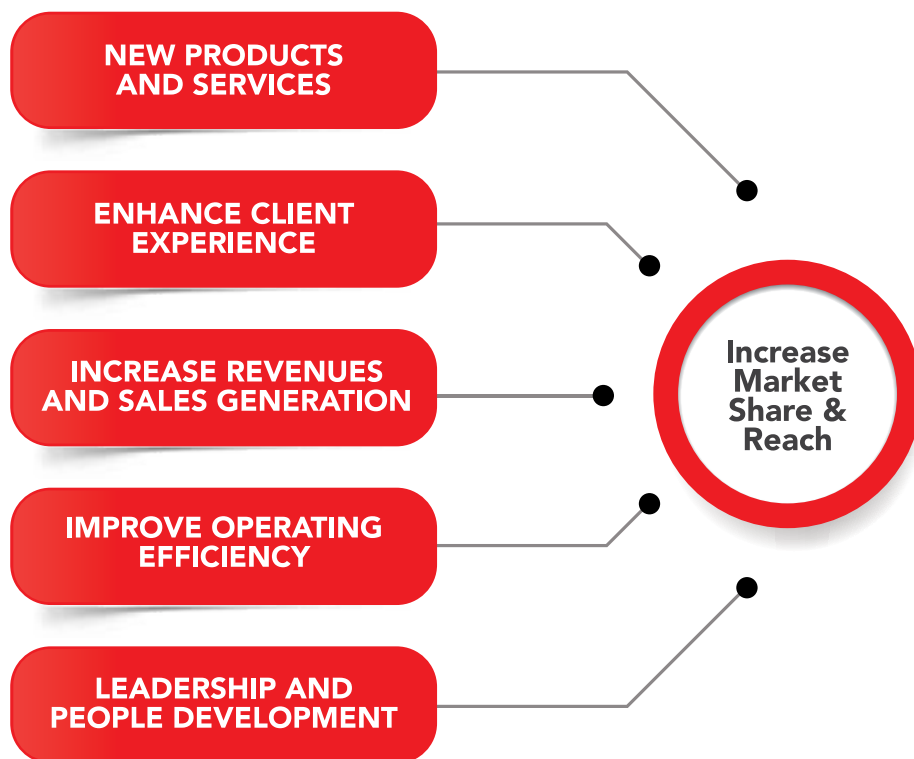 NEW PRODUCTS
AND SERVICES
ENHANCE CLIENT
EXPERIENCE
INCREASE REVENUES
AND SALES GENERATION
IMPROVE OPERATING
EFFICIENCY
LEADERSHIP AND
PEOPLE DEVELOPMENT
Increase
Market
Share &
Reach